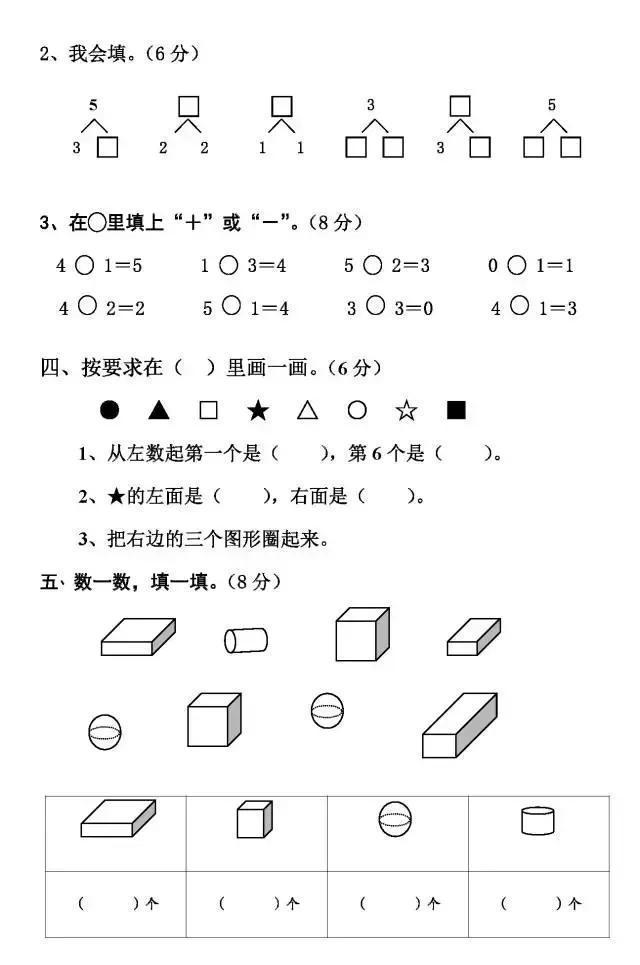 2、我会填。（6 分）
5 □ □ 3 □ 5
3 □ 2 2 1 1 □ □ 3 □ □ □
3、在○里填上“＋”或“－”。（8 分）
4 ○ 1＝5 1 ○ 3＝4 5 ○ 2＝3 0 ○ 1＝1
4 ○ 2＝2 5 ○ 1＝4 3 ○ 3＝0 4 ○ 1＝3
四、按要求在（ ）里画一画。（6 分）
1、从左数起第一个是（ ），第 6 个是（ ）。
2、★的左面是（ ），右面是（ ）。
3、把右边的三个图形圈起来。
五、数一数，填一填。（8 分）
（ ）个 （ ）个 （ ）个 （ ）个